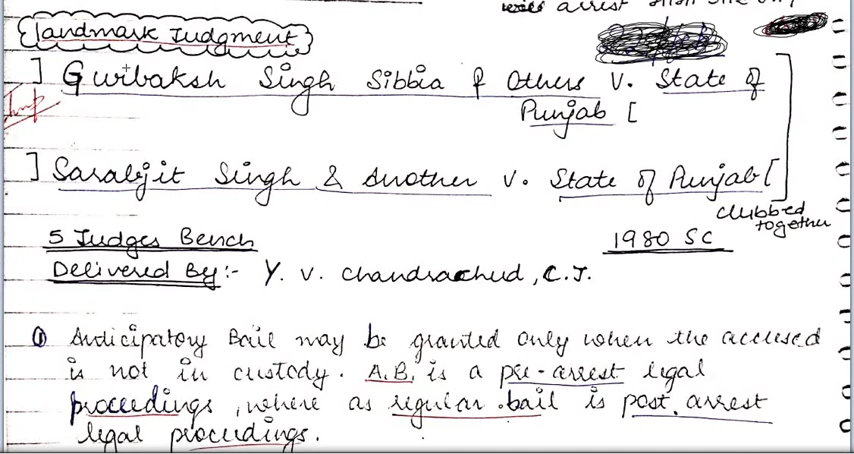 arrest
Landmark Judgment
] Gurbaksh Singh Sibbia & Others V. State of
Imp
Punjab [
] Sarabjit Singh & Another v. State of Punjab [
clubbed
together
5 Judges Bench
1980 SC
Delivered By:- Y. V. Chandrachud, C.J.
① Anticipatory Bail may be granted only when the accused
is not in custody. A.B. is a pre-arrest legal
proceedings, where as regular bail is post arrest
legal proceedings.